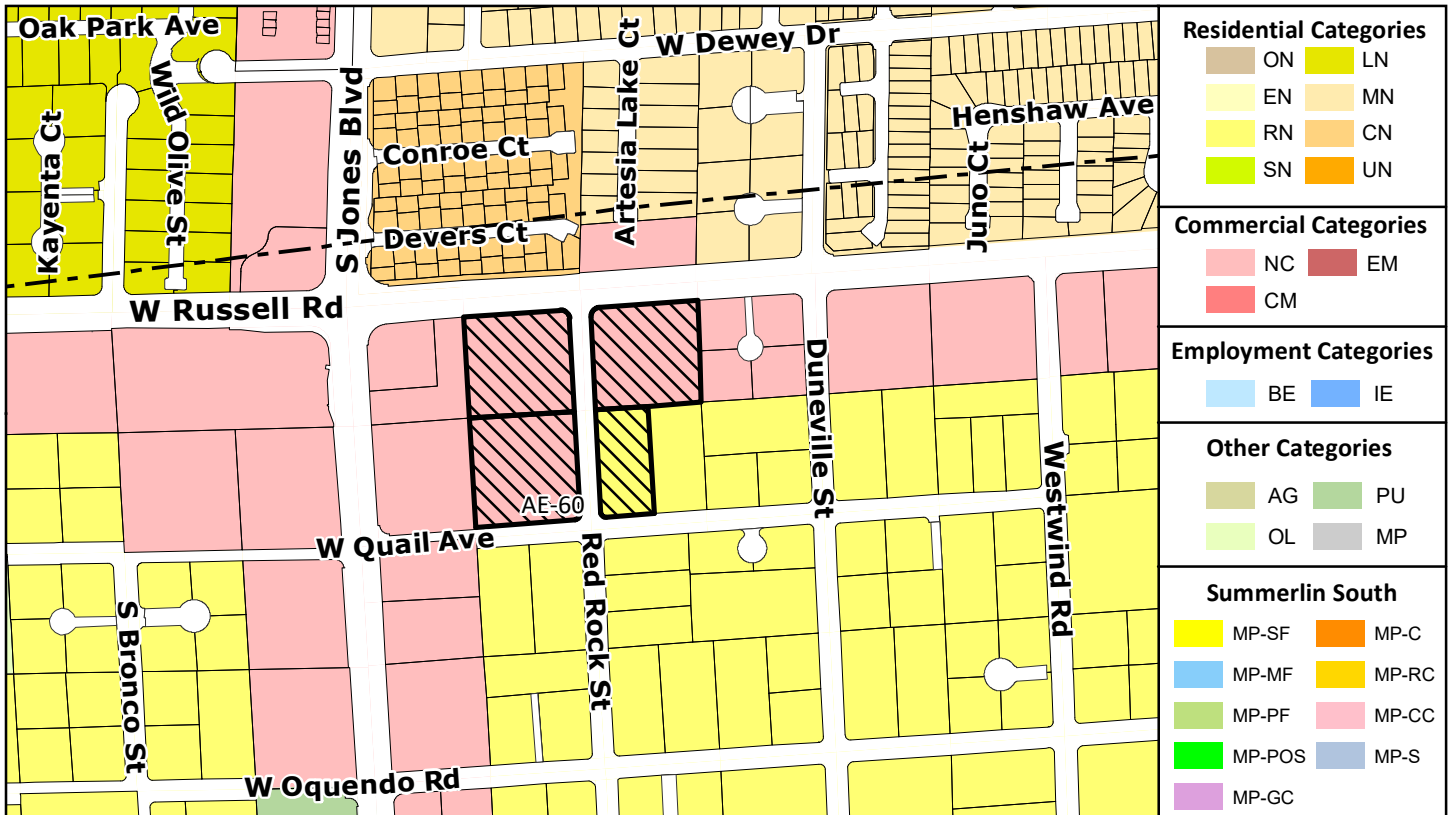 Oak Park Ave
W Dewey Dr
Wild Olive St
Kayenta Ct
S Jones Blvd
Artesia Lake Ct
Henshaw Ave
Conroe Ct
Juno Ct
Devers Ct
W Russell Rd
Duneville St
Westwind Rd
AE-60
W Quail Ave
Red Rock St
S Bronco St
W Oquendo Rd
Residential Categories
ON LN
EN MN
RN CN
SN UN
Commercial Categories
NC EM
CM
Employment Categories
BE IE
Other Categories
AG PU
OL MP
Summerlin South
MP-SF MP-C
MP-MF MP-RC
MP-PF MP-CC
MP-POS MP-S
MP-GC